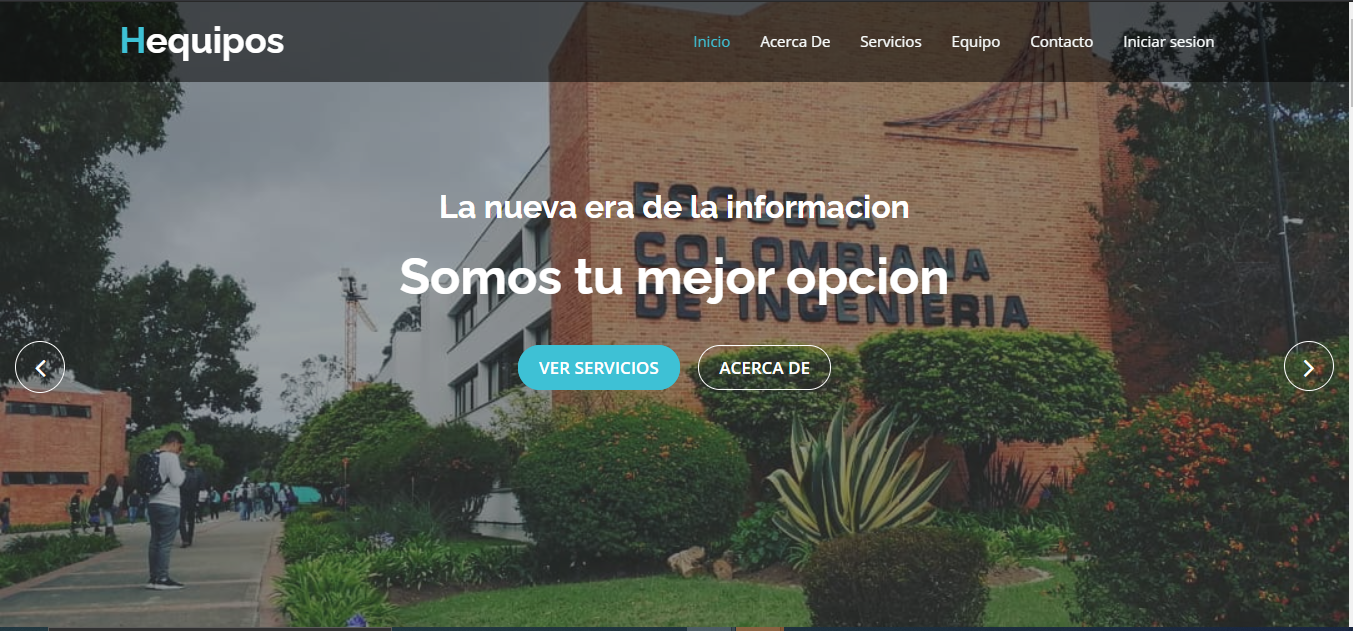 Hequipos
Inicio
Acerca De
Servicios
Equipo
Contacto
Iniciar sesion
La nueva era de la informacion
Somos tu mejor opcion
ESCUELA
COLOMBIANA
DE INGENIERIA
VER SERVICIOS
ACERCA DE